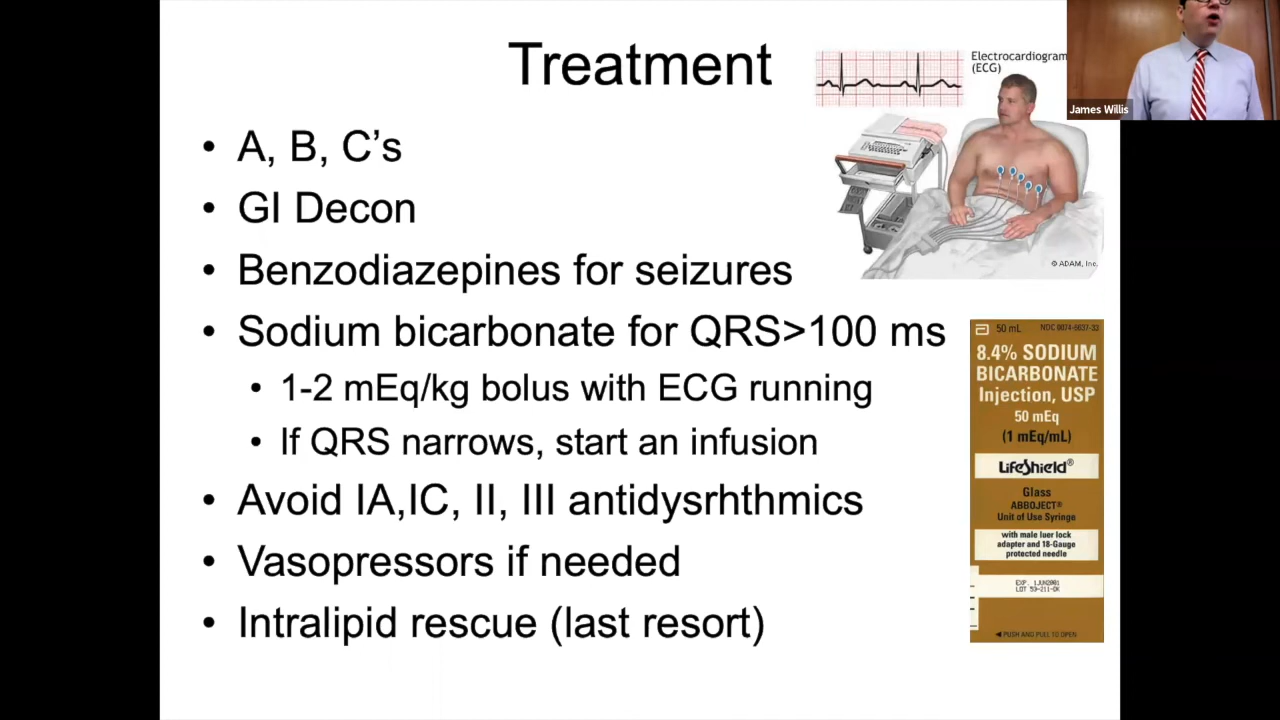 Treatment
Electrocardiogram
(ECG)
James Willis
• A, B, C’s
• GI Decon
• Benzodiazepines for seizures
• Sodium bicarbonate for QRS>100 ms
• 1-2 mEq/kg bolus with ECG running
• If QRS narrows, start an infusion
• Avoid IA,IC, II, III antidysrhthmics
• Vasopressors if needed
• Intralipid rescue (last resort)
© ADAM, Inc.
50 mL
8.4% SODIUM
BICARBONATE
Injection, USP
50 mEq
(1 mEq/mL)
LifeShield®
Glass
ABBOJECT®
Unit of Use Syringe
with male luer lock
adapter and 18-Gauge
protected needle
PUSH AND PULL TO OPEN